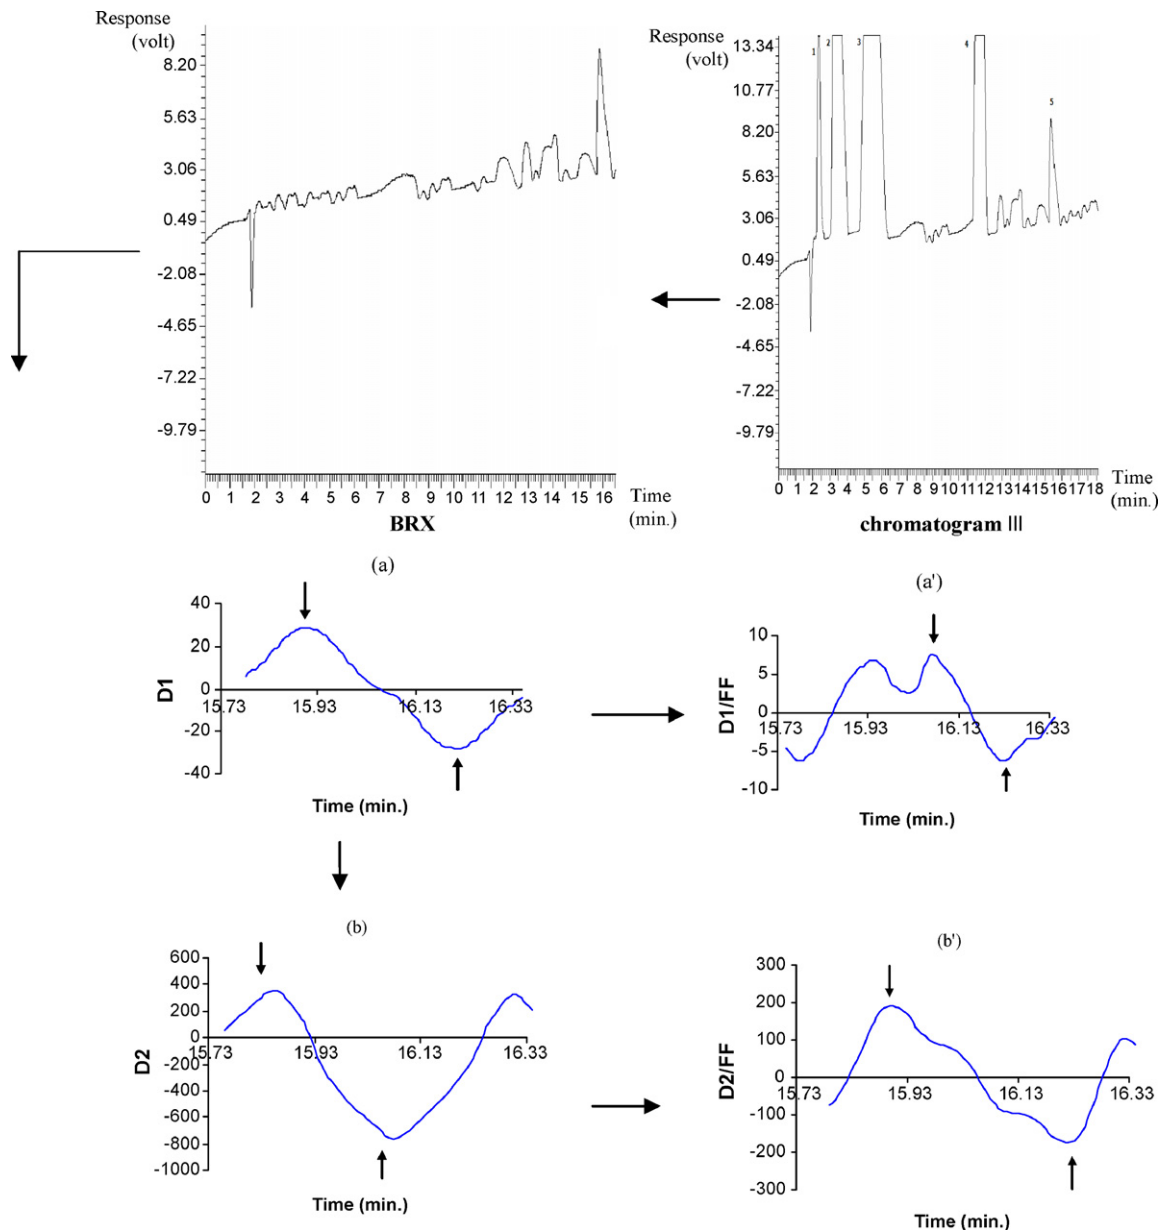 Response
(volt)
8.20
5.63
3.06
0.49
-2.08
-4.65
-7.22
-9.79
0 1 2 3 4 5 6 7 8 9 10 11 12 13 14 15 16
Time
(min.)
BRX
Response
(volt)
13.34
10.77
8.20
5.63
3.06
0.49
-2.08
-4.65
-7.22
-9.79
1 2 3 4 5
0 1 2 3 4 5 6 7 8 9 10 11 12 13 14 15 16 17 18
Time
(min.)
chromatogram III
(a)
40
20
0
-20
-40
D1
15.73 15.93 16.13 16.33
Time (min.)
(a')
10
5
0
-5
-10
D1/FF
15.73 15.93 16.13 16.33
Time (min.)
(b)
600
400
200
0
-200
-400
-600
-800
-1000
D2
15.73 15.93 16.13 16.33
Time (min.)
(b')
300
200
100
0
-100
-200
-300
D2/FF
15.73 15.93 16.13 16.33
Time (min.)